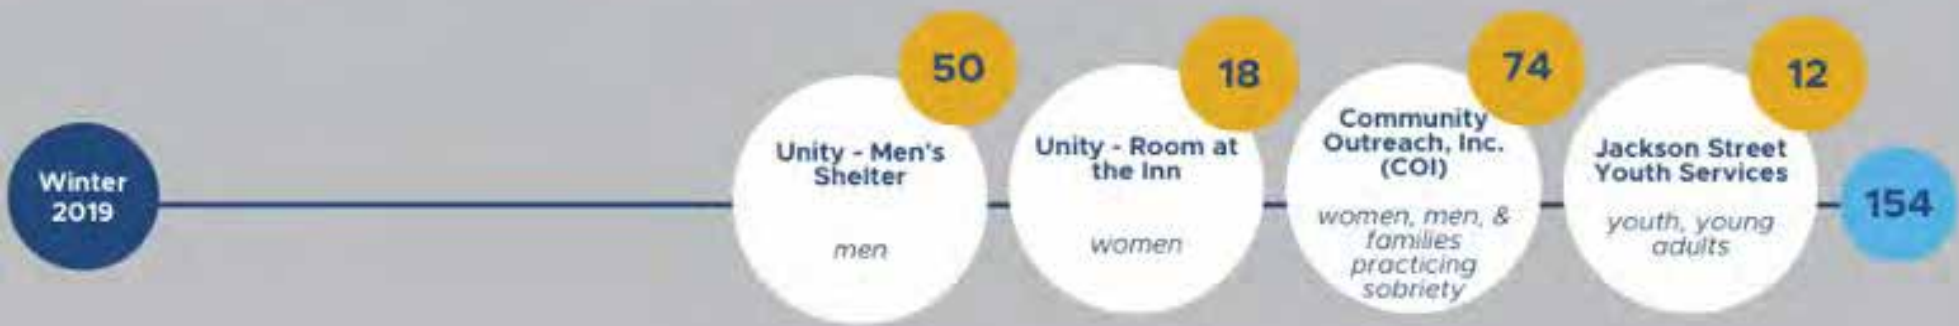 Winter
2019
50
Unity - Men's
Shelter
men
18
Unity - Room at
the Inn
women
74
Community
Outreach, Inc.
(COI)
women, men, &
families
practicing
sobriety
12
Jackson Street
Youth Services
youth, young
adults
154